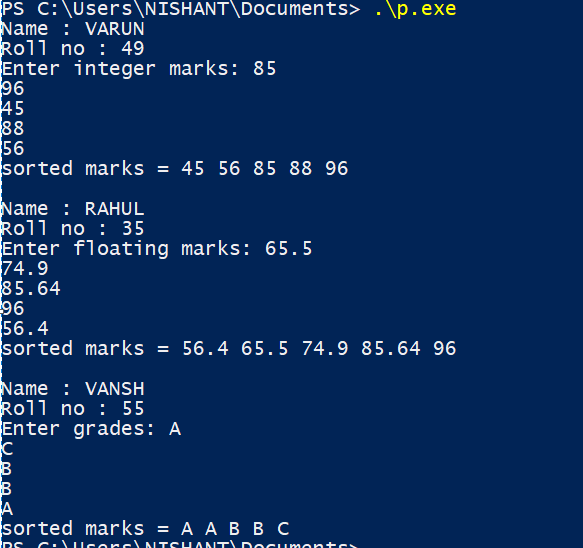 PS C:\Users\NISHANT\Documents> .\p.exe
Name : VARUN
Roll no : 49
Enter integer marks: 85
96
45
88
56
sorted marks = 45 56 85 88 96
Name : RAHUL
Roll no : 35
Enter floating marks: 65.5
74.9
85.64
96
56.4
sorted marks = 56.4 65.5 74.9 85.64 96
Name : VANSH
Roll no : 55
Enter grades: A
C
B
B
A
sorted marks = A A B B C
PS C:\Users\NISHANT\Documents>